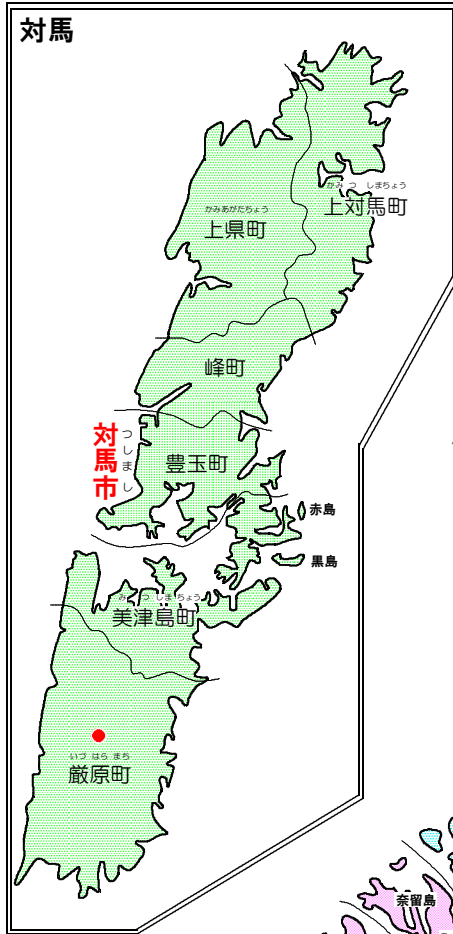 対馬
かみつしまちょう
上対馬町
かみあがたちょう
上県町
峰町
対馬市
つしまし
豊玉町
赤島
黒島
みつしまちょう
美津島町
いづはらまち
厳原町
奈留島